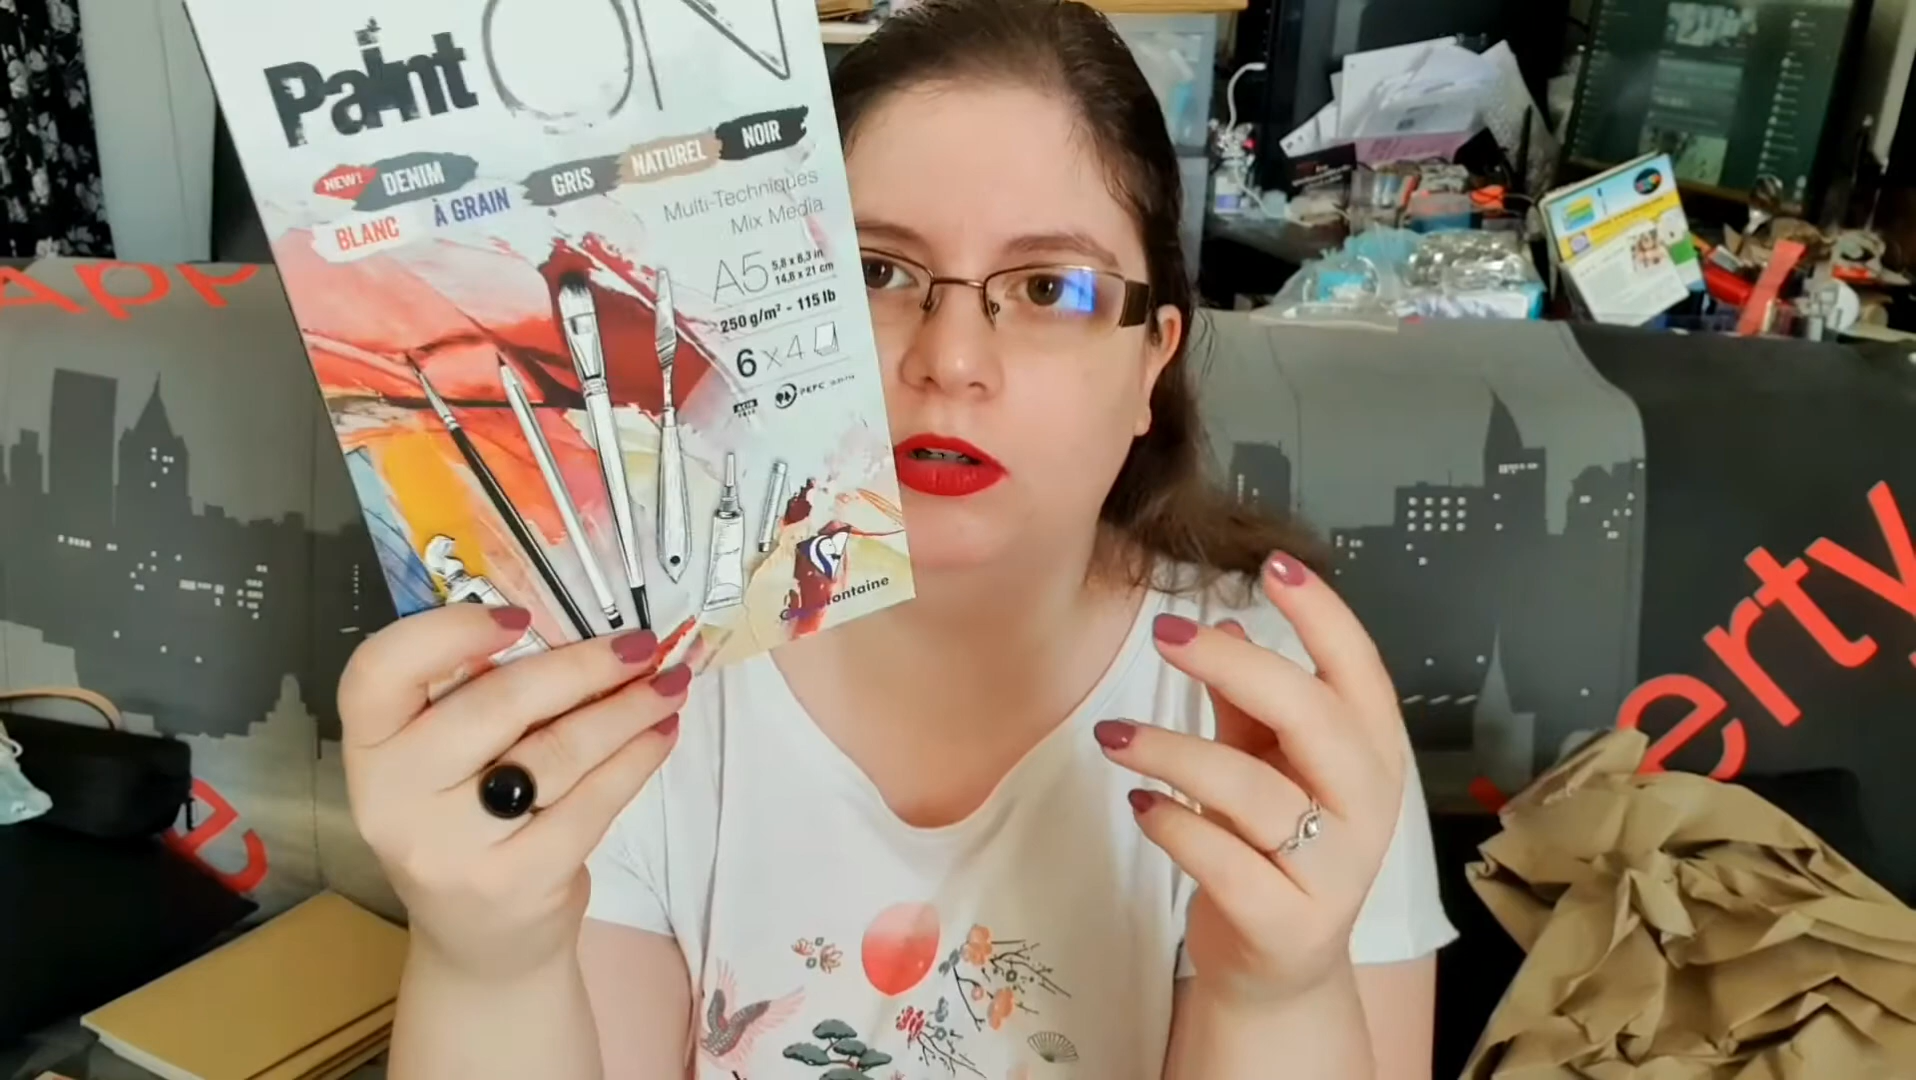 PaintON
NEW! DENIM GRIS NATUREL NOIR
BLANC À GRAIN
Multi-Techniques
Mix Media
A5 5,8 x 8,3 in
14,8 x 21 cm
250 g/m² - 115 lb
6 x 4
PEFC
fontaine
App
e
erty